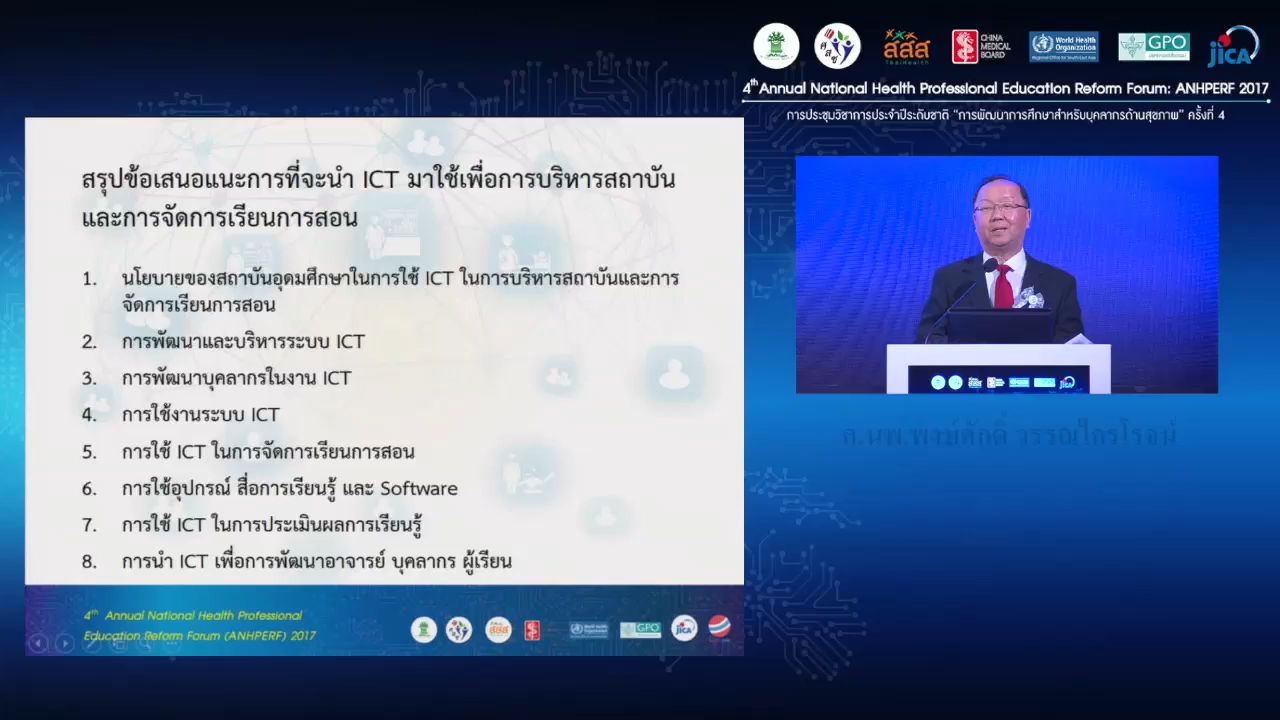 สสส
ThaiHealth
CHINA
MEDICAL
BOARD
World Health
Organization
Regional Office for South-East Asia
GPO
JICA
4th Annual National Health Professional Education Reform Forum: ANHPERF 2017
การประชุมวิชาการประจำปีระดับชาติ "การพัฒนาการศึกษาสำหรับบุคลากรด้านสุขภาพ" ครั้งที่ 4
สรุปข้อเสนอแนะการที่จะนำ ICT มาใช้เพื่อการบริหารสถาบัน
และการจัดการเรียนการสอน
1. นโยบายของสถาบันอุดมศึกษาในการใช้ ICT ในการบริหารสถาบันและการ
จัดการเรียนการสอน
2. การพัฒนาและบริหารระบบ ICT
3. การพัฒนาบุคลากรในงาน ICT
4. การใช้งานระบบ ICT
5. การใช้ ICT ในการจัดการเรียนการสอน
6. การใช้อุปกรณ์ สื่อการเรียนรู้ และ Software
7. การใช้ ICT ในการประเมินผลการเรียนรู้
8. การนำ ICT เพื่อการพัฒนาอาจารย์ บุคลากร ผู้เรียน
4th Annual National Health Professional
Education Reform Forum (ANHPERF) 2017
สสส
World Health
Organization
GPO
JICA